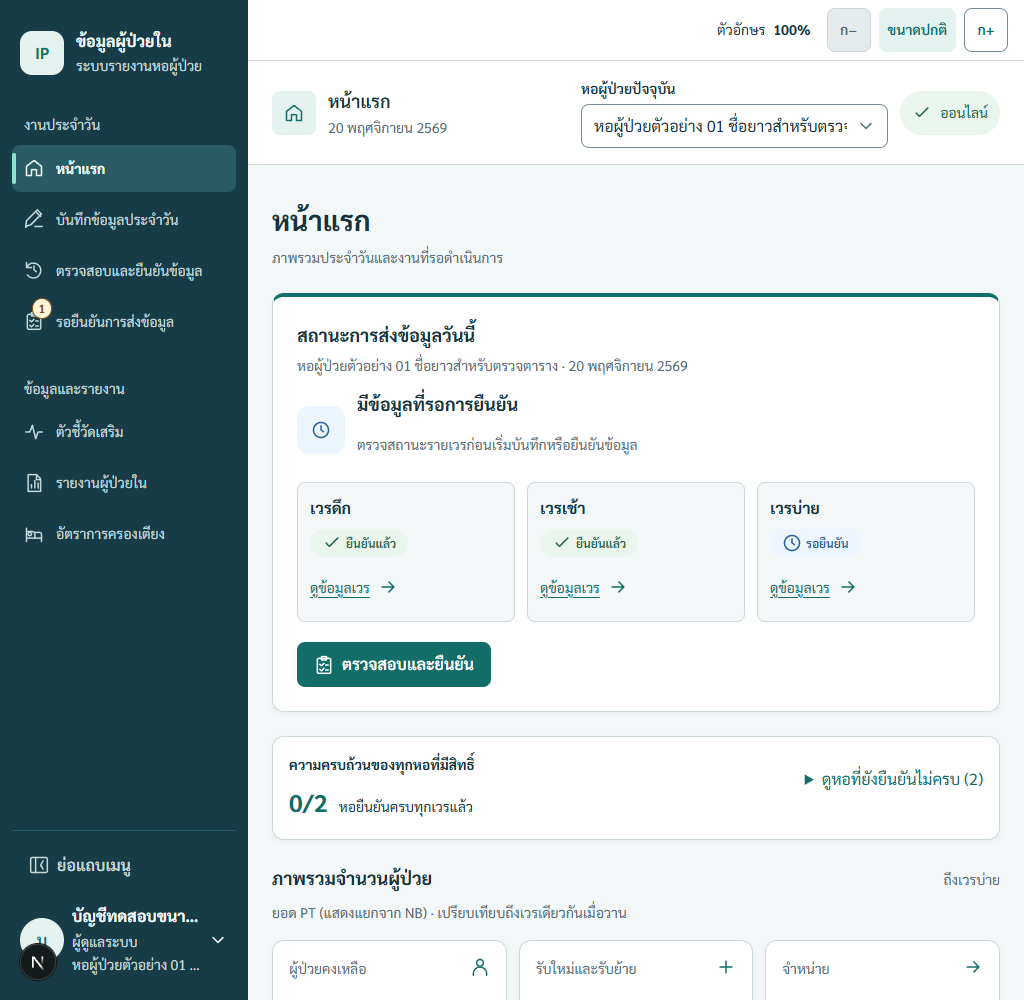 IP
ข้อมูลผู้ป่วยใน
ระบบรายงานหอผู้ป่วย
งานประจำวัน
หน้าแรก
บันทึกข้อมูลประจำวัน
ตรวจสอบและยืนยันข้อมูล
1
รอยืนยันการส่งข้อมูล
ข้อมูลและรายงาน
ตัวชี้วัดเสริม
รายงานผู้ป่วยใน
อัตราการครองเตียง
ย่อแถบเมนู
บัญชีทดสอบขนา...
ผู้ดูแลระบบ
หอผู้ป่วยตัวอย่าง 01 ...
N
ตัวอักษร 100% ก− ขนาดปกติ ก+
หน้าแรก
20 พฤศจิกายน 2569
หอผู้ป่วยปัจจุบัน
หอผู้ป่วยตัวอย่าง 01 ชื่อยาวสำหรับตรวจ
ออนไลน์
หน้าแรก
ภาพรวมประจำวันและงานที่รอดำเนินการ
สถานะการส่งข้อมูลวันนี้
หอผู้ป่วยตัวอย่าง 01 ชื่อยาวสำหรับตรวจตาราง · 20 พฤศจิกายน 2569
มีข้อมูลที่รอการยืนยัน
ตรวจสถานะรายเวรก่อนเริ่มบันทึกหรือยืนยันข้อมูล
เวรดึก เวรเช้า เวรบ่าย
ยืนยันแล้ว ยืนยันแล้ว รอยืนยัน
ดูข้อมูลเวร → ดูข้อมูลเวร → ดูข้อมูลเวร →
ตรวจสอบและยืนยัน
ความครบถ้วนของทุกหอที่มีสิทธิ์
0/2 หอยืนยันครบทุกเวรแล้ว
▶ ดูหอที่ยังยืนยันไม่ครบ (2)
ภาพรวมจำนวนผู้ป่วย ถึงเวรบ่าย
ยอด PT (แสดงแยกจาก NB) · เปรียบเทียบถึงเวรเดียวกันเมื่อวาน
ผู้ป่วยคงเหลือ รับใหม่และรับย้าย จำหน่าย